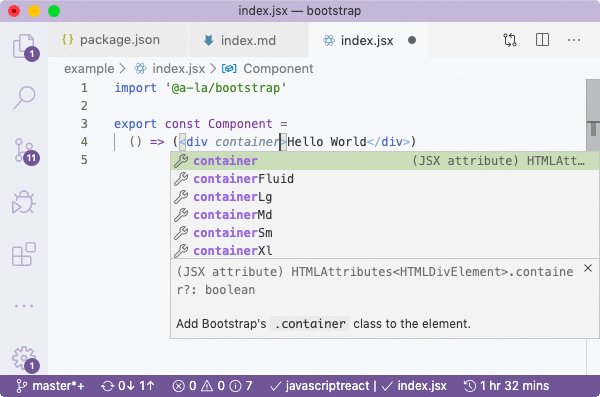 index.jsx — bootstrap
{} package.json
index.md
index.jsx ●
example > index.jsx > Component
1 import '@a-la/bootstrap'
2
3 export const Component =
4 () => (<div container>Hello World</div>)
5
container (JSX attribute) HTMLAtt…
containerFluid
containerLg
containerMd
containerSm
containerXl
(JSX attribute) HTMLAttributes<HTMLDivElement>.containe
r?: boolean
Add Bootstrap's .container class to the element.
1
11
1
master*+ 0↓ 1↑ 0 0 7 ✓ javascriptreact | ✓ index.jsx 1 hr 32 mins